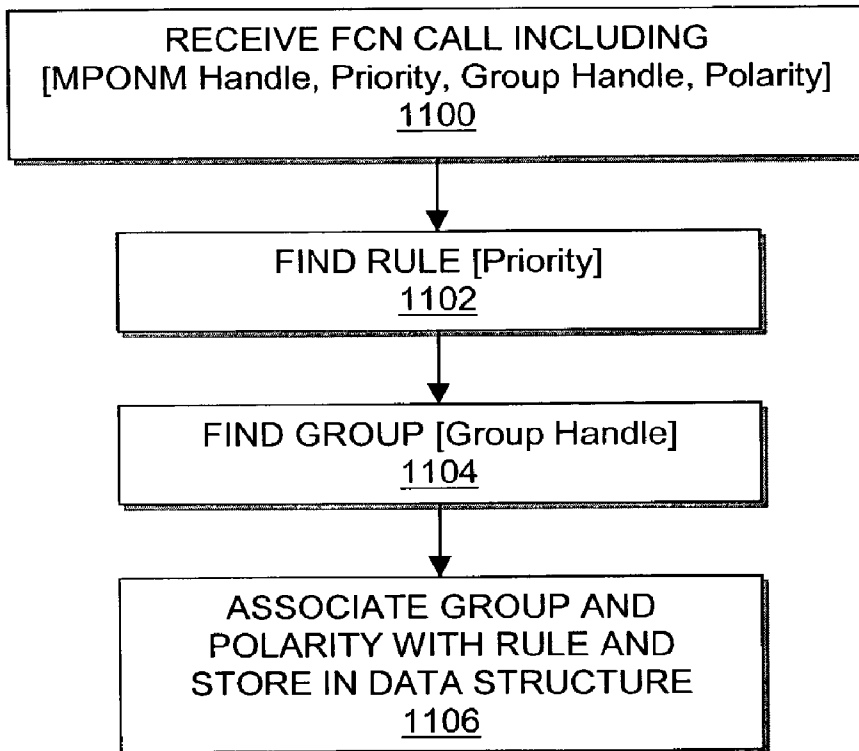 RECEIVE FCN CALL INCLUDING
[MPONM Handle, Priority, Group Handle, Polarity]
1100
FIND RULE [Priority]
1102
FIND GROUP [Group Handle]
1104
ASSOCIATE GROUP AND
POLARITY WITH RULE AND
STORE IN DATA STRUCTURE
1106